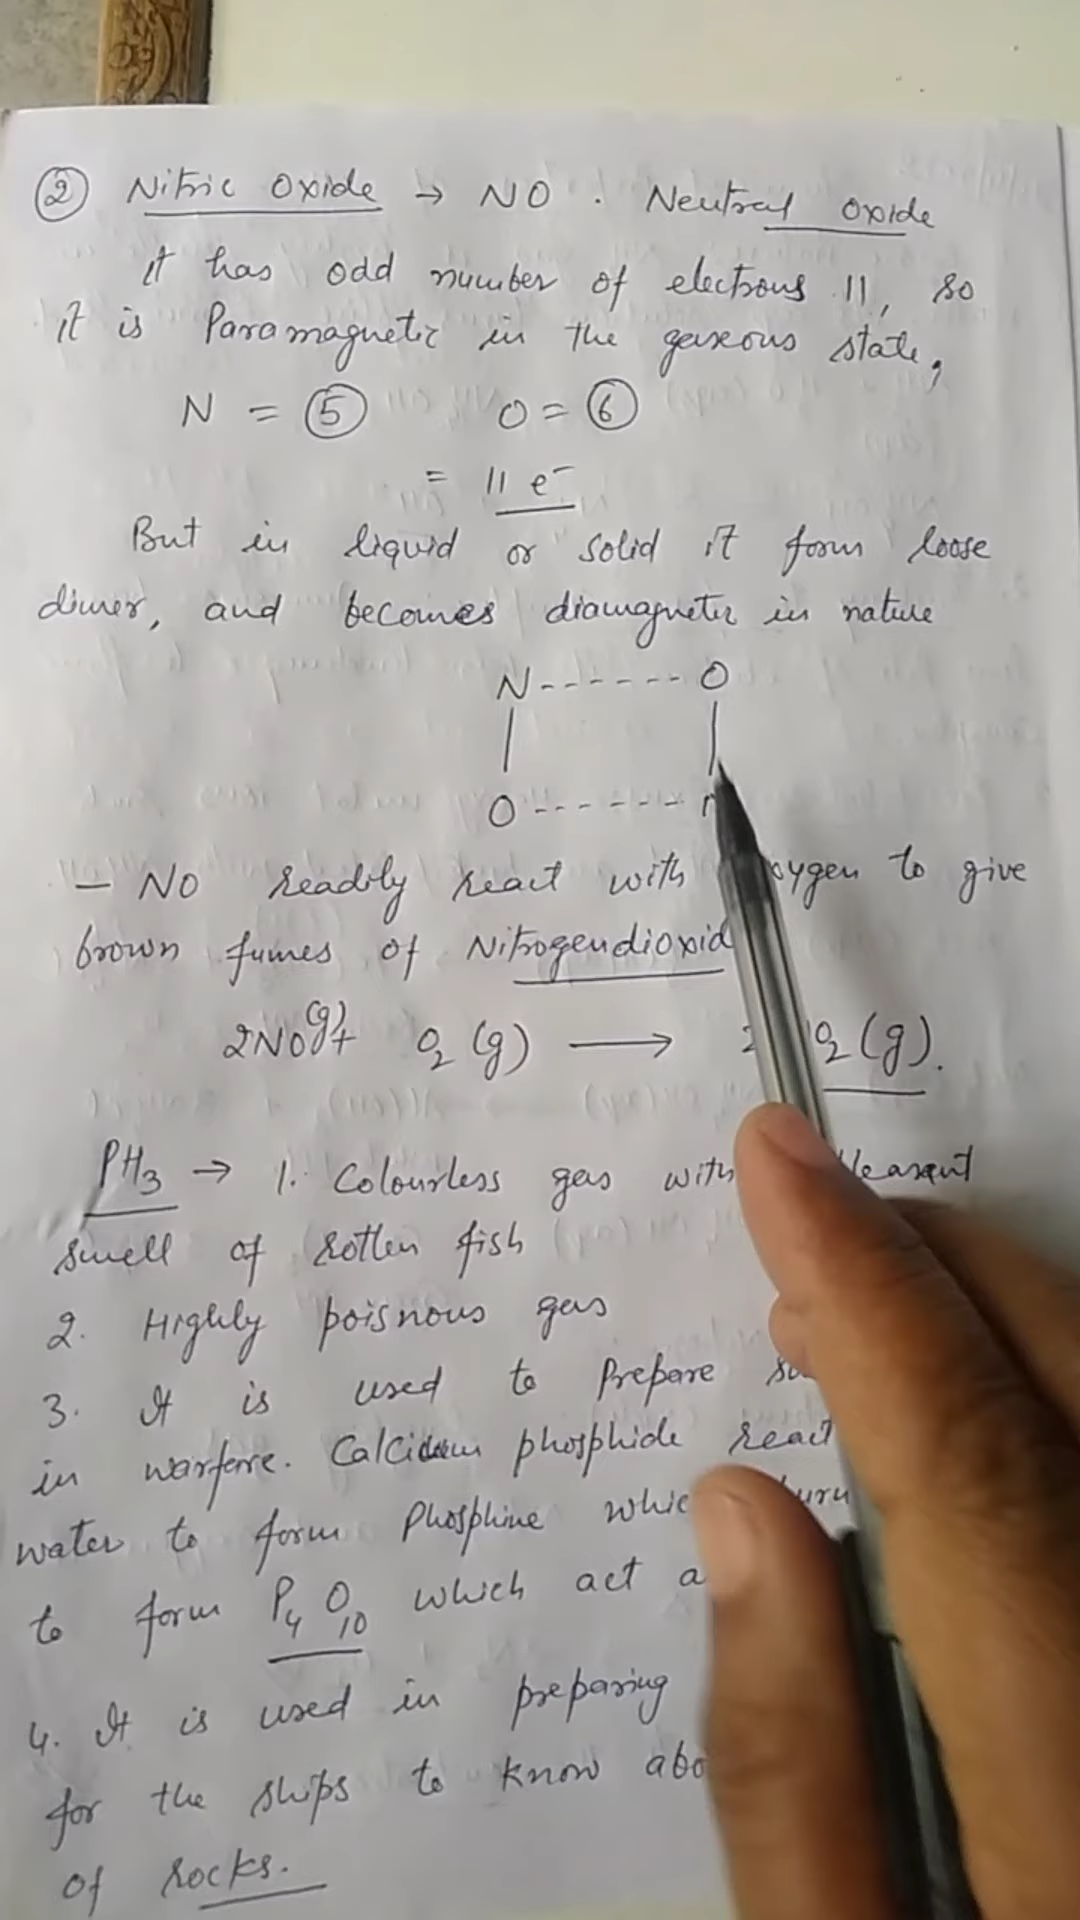 ② Nitric Oxide → NO . Neutral oxide
it has odd number of electrons 11, so
it is Paramagnetic in the gaseous state,
N = ⑤ O = ⑥
= 11 e⁻
But in liquid or solid it form loose
dimer, and becomes diamagnetic in nature
N ------ O
| |
O ------
- NO readily react with to give
brown fumes of Nitrogendioxid
2NO(g)+ O₂ (g) → O₂ (g).
PH₃ → 1. Colourless gas with
smell of rotten fish
2. Highly poisnous gas
3. It is used to Prepare
in warfare. Calcium phosphide react
water to form Phosphine
to form P₄O₁₀ which act
4. It is used in preparing
for the ships to know
of rocks.